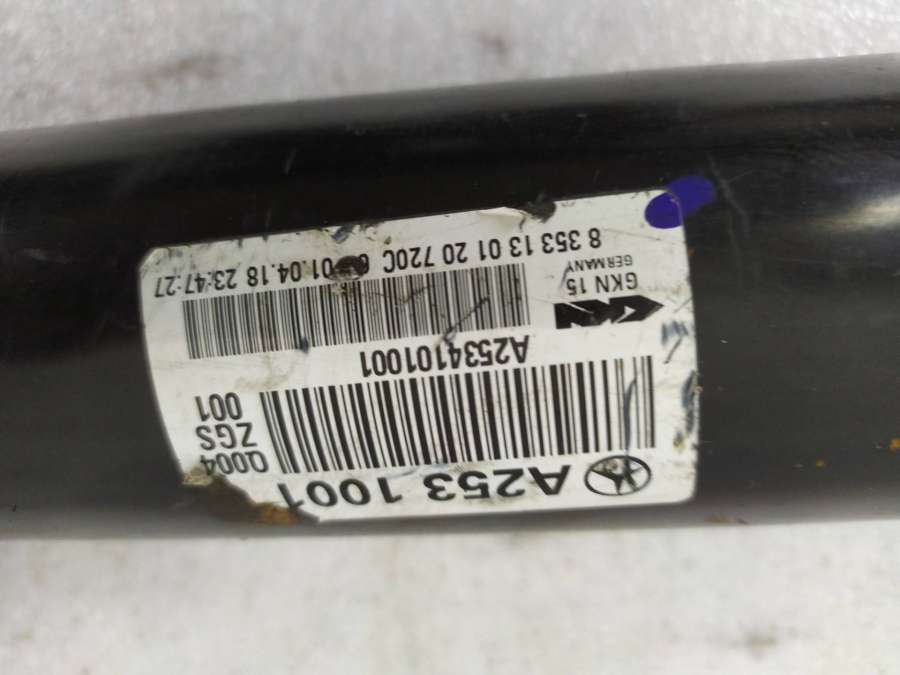 A253 1001
Q004
ZGS
001
A2534101001
GKN 15
GERMANY
8 353 13 01 20 720C 01.04.18 23:47:27